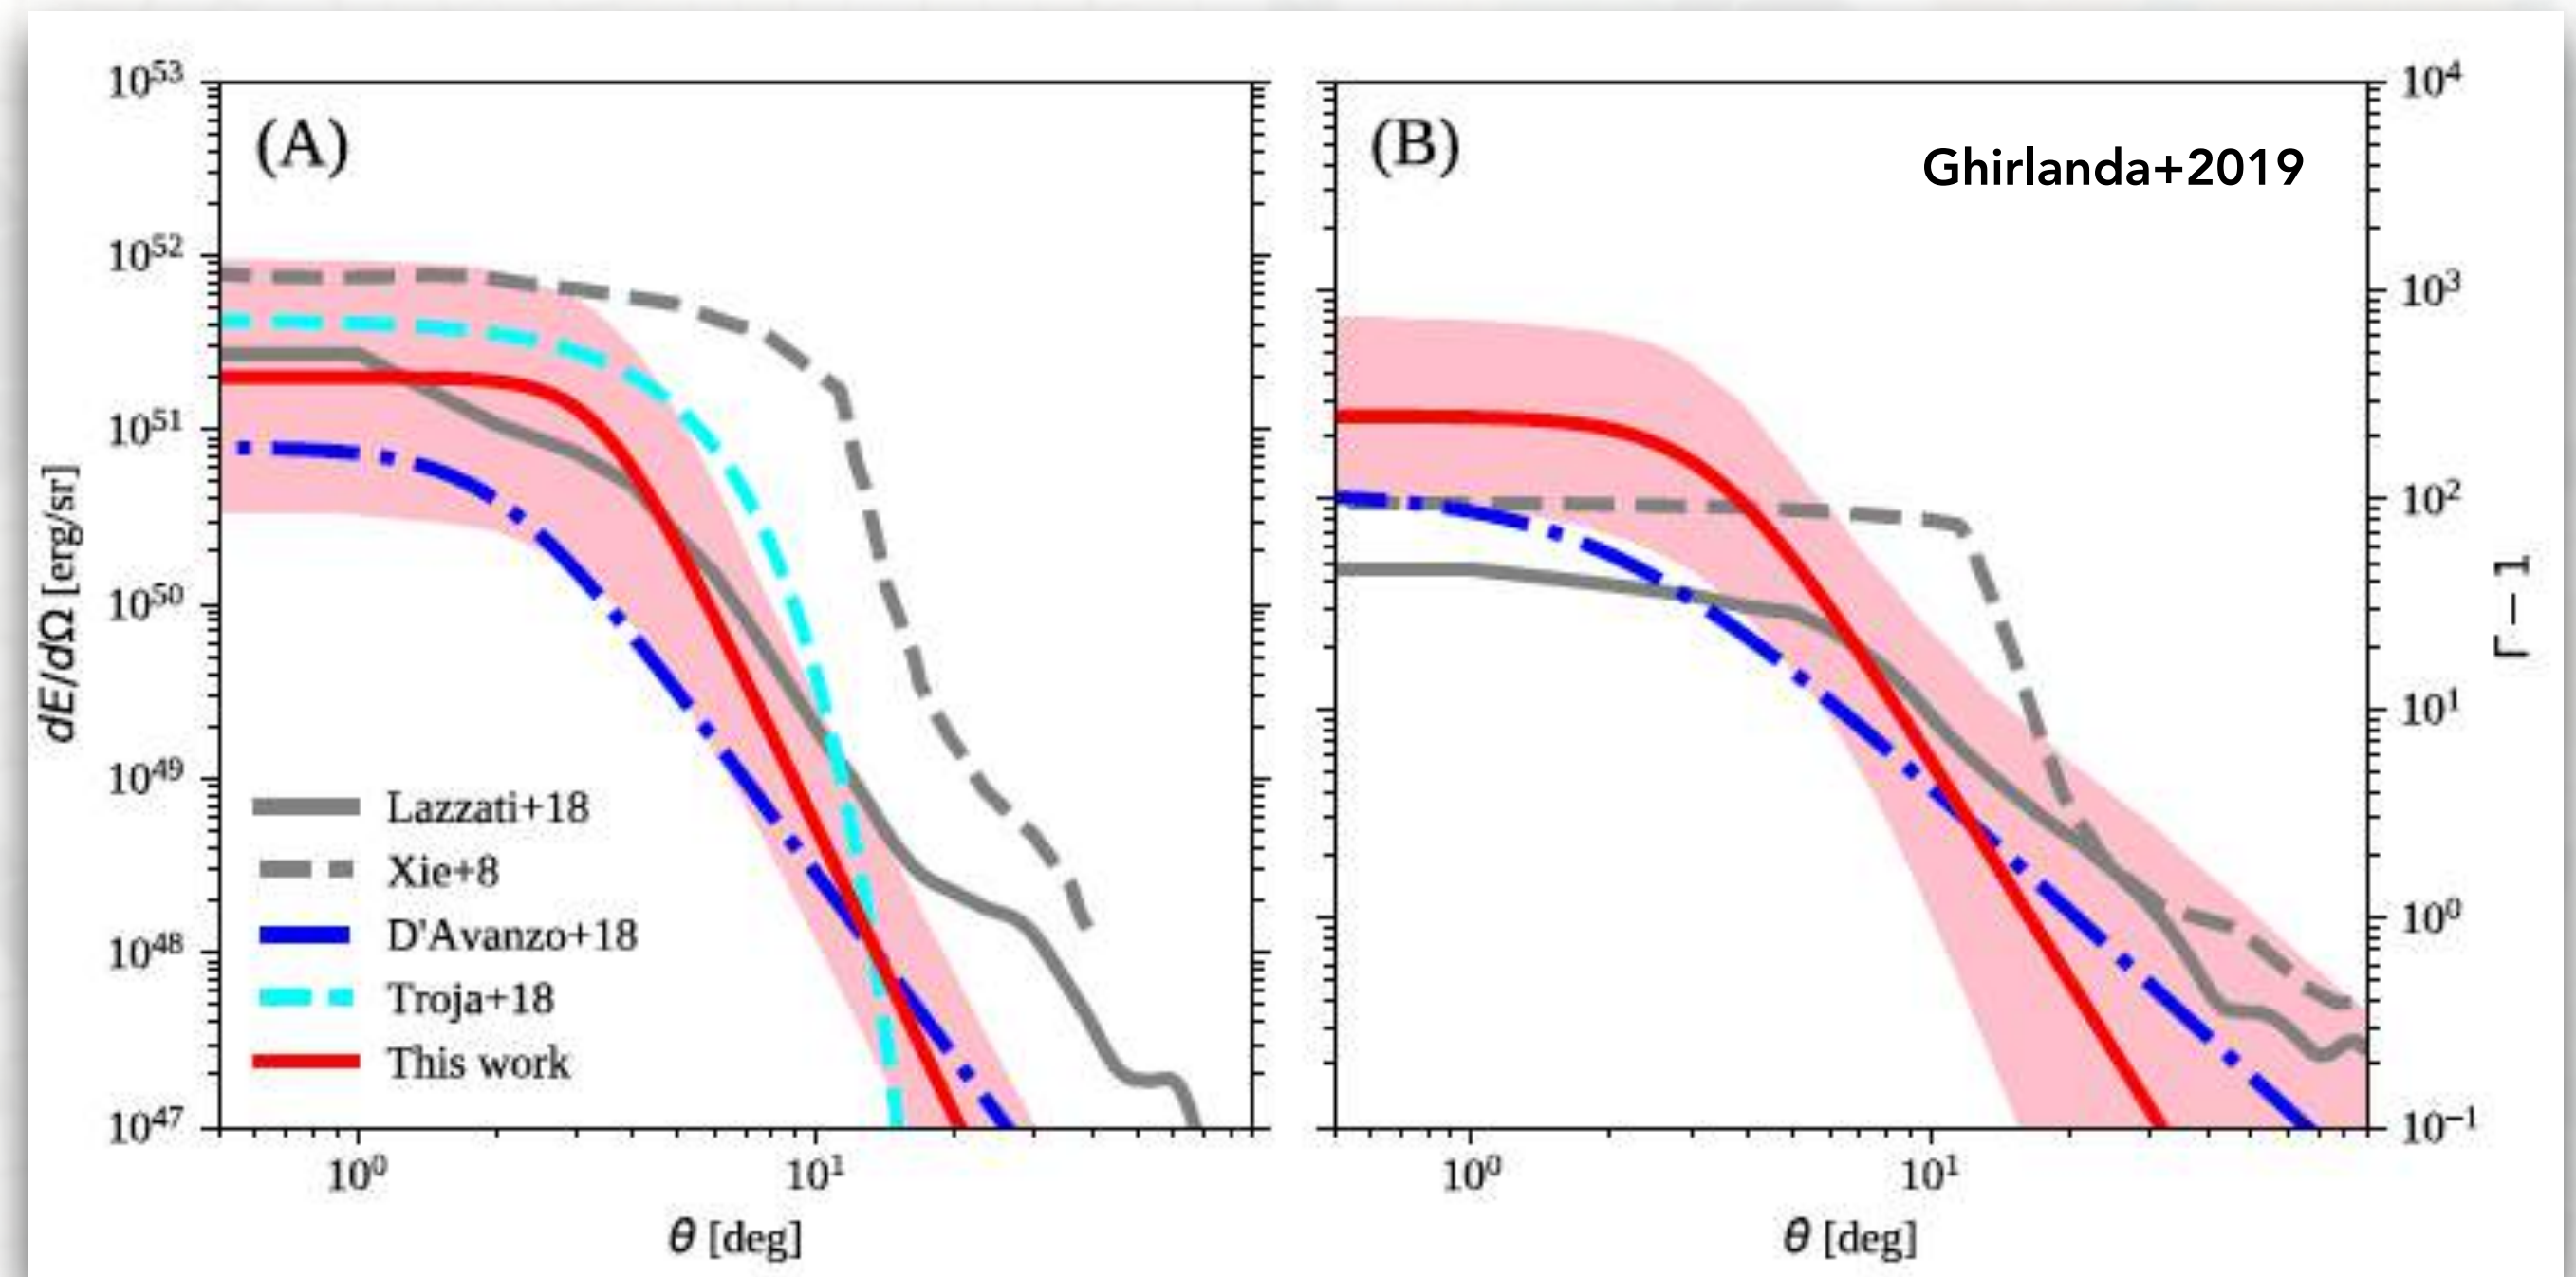 (A)
10^53
10^52
10^51
10^50
10^49
10^48
10^47
dE/dΩ [erg/sr]
Lazzati+18
Xie+8
D'Avanzo+18
Troja+18
This work
10^0
10^1
θ [deg]
(B)
Ghirlanda+2019
10^4
10^3
10^2
10^1
10^0
10^−1
Γ − 1
10^0
10^1
θ [deg]